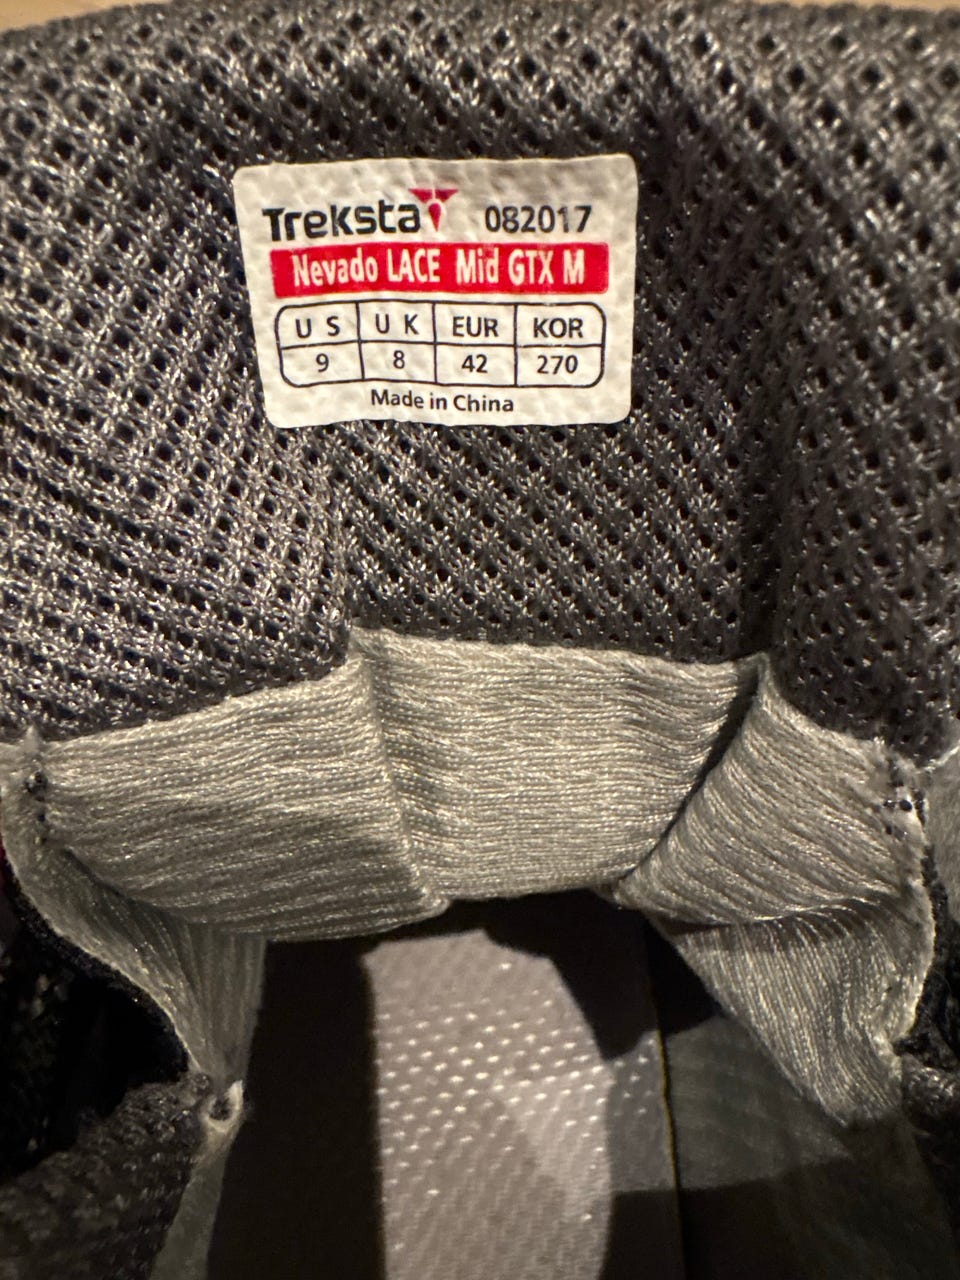 Treksta 082017
Nevado LACE Mid GTX M
US UK EUR KOR
9 8 42 270
Made in China